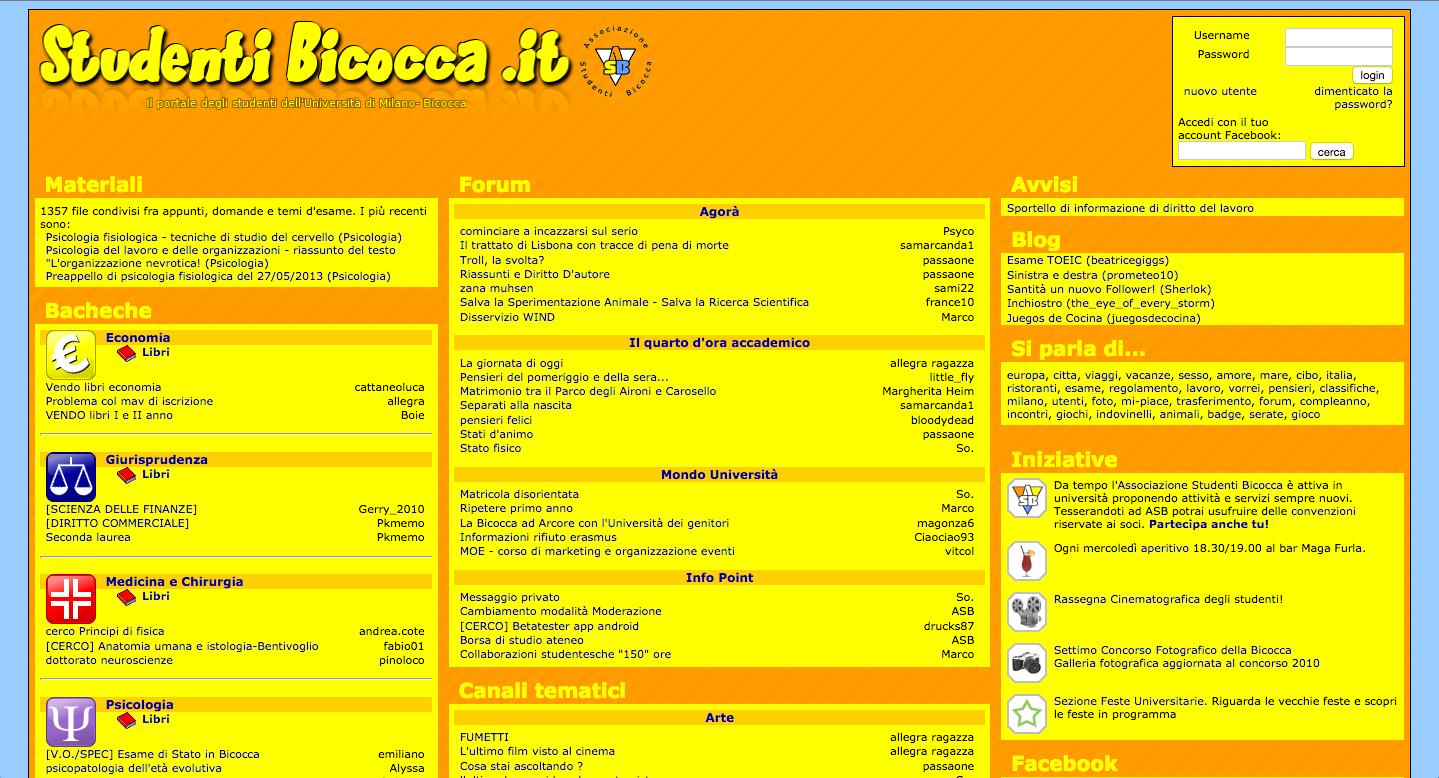 Studenti Bicocca .it
Associazione Studenti Bicocca
ASB
Il portale degli studenti dell'Università di Milano- Bicocca
Username
Password
login
nuovo utente
dimenticato la
password?
Accedi con il tuo
account Facebook:
cerca
Materiali
1357 file condivisi fra appunti, domande e temi d'esame. I più recenti
sono:
Psicologia fisiologica - tecniche di studio del cervello (Psicologia)
Psicologia del lavoro e delle organizzazioni - riassunto del testo
"L'organizzazione nevrotica! (Psicologia)
Preappello di psicologia fisiologica del 27/05/2013 (Psicologia)
Bacheche
€
Economia
Libri
Vendo libri economia cattaneoluca
Problema col mav di iscrizione allegra
VENDO libri I e II anno Boie
Giurisprudenza
Libri
[SCIENZA DELLE FINANZE] Gerry_2010
[DIRITTO COMMERCIALE] Pkmemo
Seconda laurea Pkmemo
Medicina e Chirurgia
Libri
cerco Principi di fisica andrea.cote
[CERCO] Anatomia umana e istologia-Bentivoglio fabio01
dottorato neuroscienze pinoloco
Ψ
Psicologia
Libri
[V.O./SPEC] Esame di Stato in Bicocca emiliano
psicopatologia dell'età evolutiva Alyssa
Forum
Agorà
cominciare a incazzarsi sul serio Psyco
Il trattato di Lisbona con tracce di pena di morte samarcanda1
Troll, la svolta? passaone
Riassunti e Diritto D'autore passaone
zana muhsen sami22
Salva la Sperimentazione Animale - Salva la Ricerca Scientifica france10
Disservizio WIND Marco
Il quarto d'ora accademico
La giornata di oggi allegra ragazza
Pensieri del pomeriggio e della sera... little_fly
Matrimonio tra il Parco degli Aironi e Carosello Margherita Heim
Separati alla nascita samarcanda1
pensieri felici bloodydead
Stati d'animo passaone
Stato fisico So.
Mondo Università
Matricola disorientata So.
Ripetere primo anno Marco
La Bicocca ad Arcore con l'Università dei genitori magonza6
Informazioni rifiuto erasmus Ciaociao93
MOE - corso di marketing e organizzazione eventi vitcol
Info Point
Messaggio privato So.
Cambiamento modalità Moderazione ASB
[CERCO] Betatester app android drucks87
Borsa di studio ateneo ASB
Collaborazioni studentesche "150" ore Marco
Canali tematici
Arte
FUMETTI allegra ragazza
L'ultimo film visto al cinema allegra ragazza
Cosa stai ascoltando ? passaone
Avvisi
Sportello di informazione di diritto del lavoro
Blog
Esame TOEIC (beatricegiggs)
Sinistra e destra (prometeo10)
Santità un nuovo Follower! (Sherlok)
Inchiostro (the_eye_of_every_storm)
Juegos de Cocina (juegosdecocina)
Si parla di...
europa, citta, viaggi, vacanze, sesso, amore, mare, cibo, italia,
ristoranti, esame, regolamento, lavoro, vorrei, pensieri, classifiche,
milano, utenti, foto, mi-piace, trasferimento, forum, compleanno,
incontri, giochi, indovinelli, animali, badge, serate, gioco
Iniziative
ASB
Da tempo l'Associazione Studenti Bicocca è attiva in
università proponendo attività e servizi sempre nuovi.
Tesserandoti ad ASB potrai usufruire delle convenzioni
riservate ai soci. Partecipa anche tu!
Ogni mercoledì aperitivo 18.30/19.00 al bar Maga Furla.
Rassegna Cinematografica degli studenti!
Settimo Concorso Fotografico della Bicocca
Galleria fotografica aggiornata al concorso 2010
Sezione Feste Universitarie. Riguarda le vecchie feste e scopri
le feste in programma
Facebook